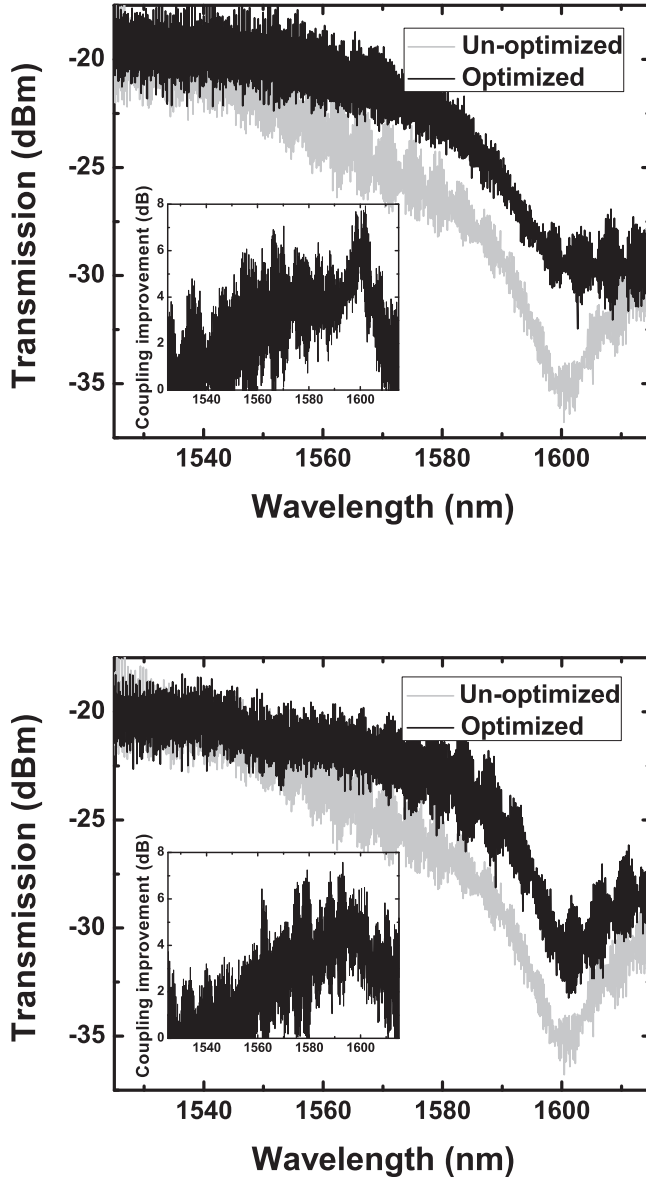 -20
-25
-30
-35
Transmission (dBm)
Un-optimized
Optimized
8
6
4
2
0
Coupling improvement (dB)
1540 1560 1580 1600
1540 1560 1580 1600
Wavelength (nm)
-20
-25
-30
-35
Transmission (dBm)
Un-optimized
Optimized
8
6
4
2
0
Coupling improvement (dB)
1540 1560 1580 1600
1540 1560 1580 1600
Wavelength (nm)